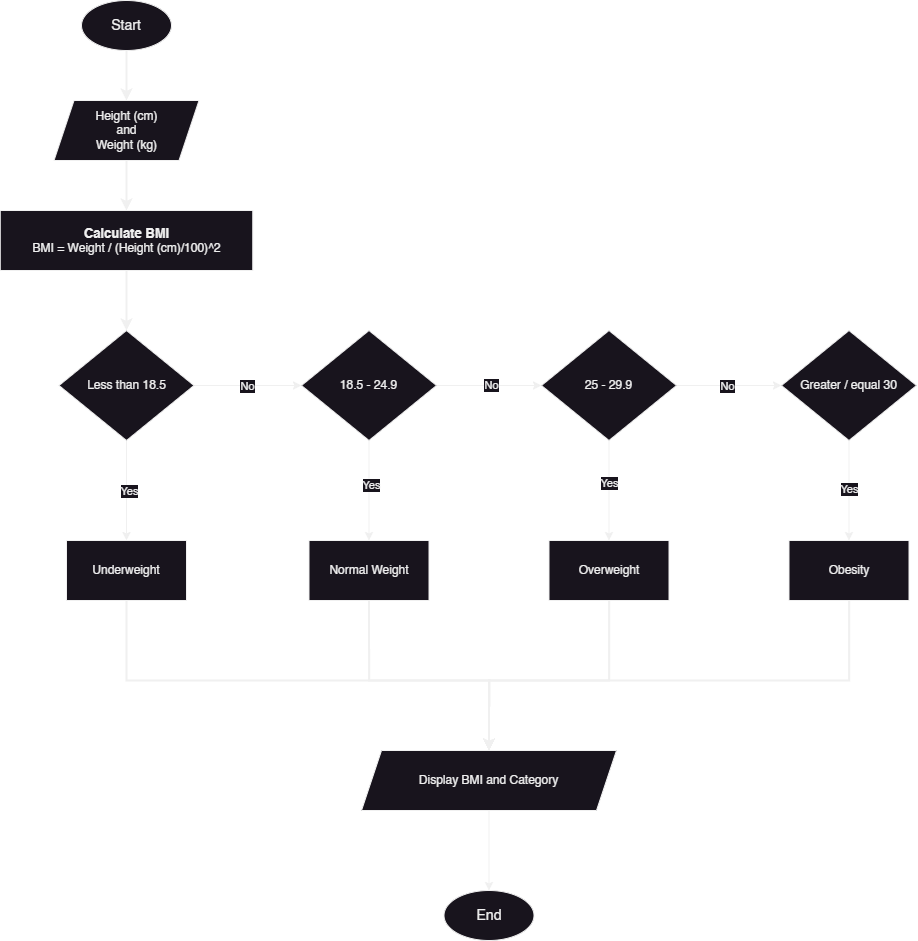 Start
Height (cm)
and
Weight (kg)
Calculate BMI
BMI = Weight / (Height (cm)/100)^2
Less than 18.5
No
18.5 - 24.9
No
25 - 29.9
No
Greater / equal 30
Yes
Yes
Yes
Yes
Underweight
Normal Weight
Overweight
Obesity
Display BMI and Category
End